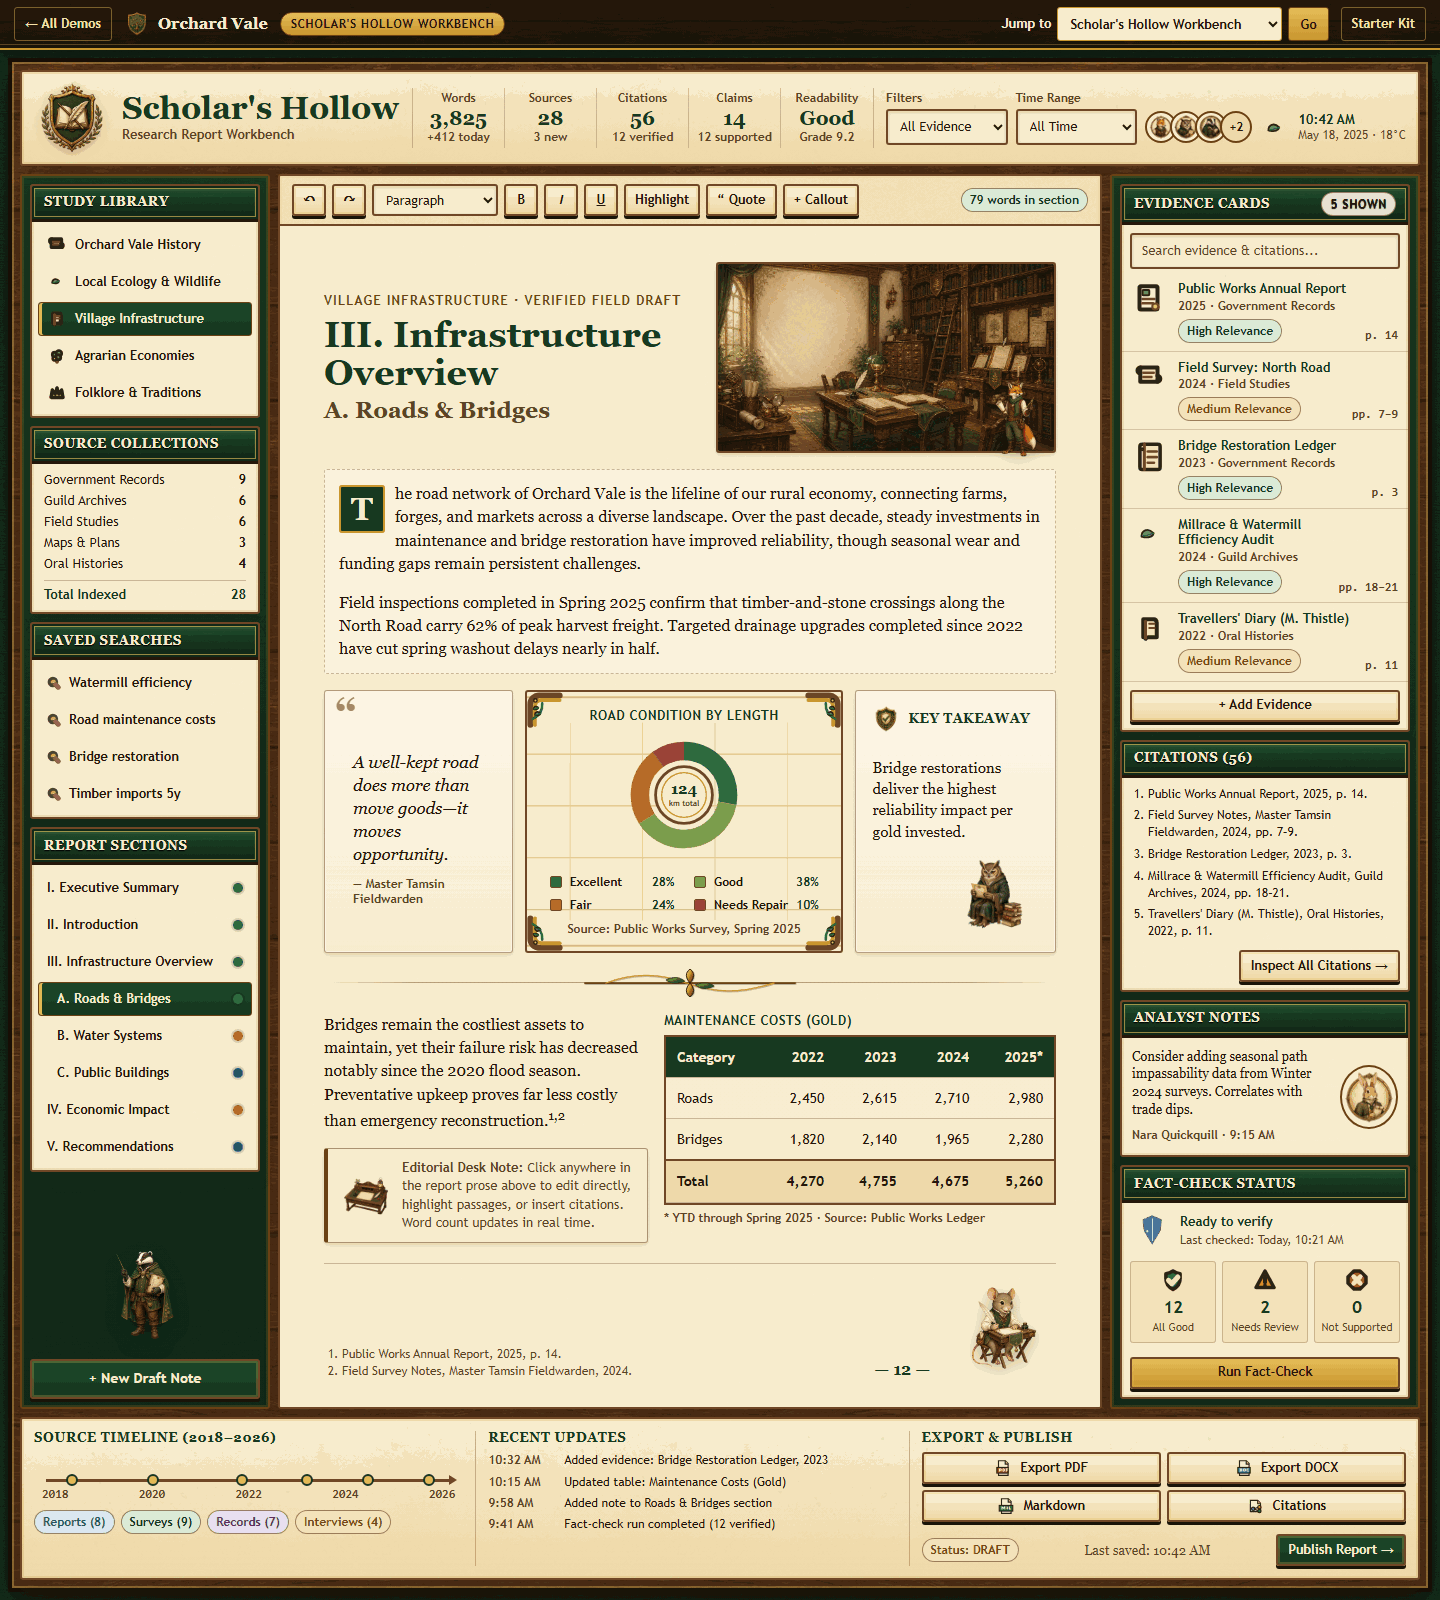 ← All Demos
Orchard Vale
SCHOLAR'S HOLLOW WORKBENCH
Jump to
Scholar's Hollow Workbench
Go
Starter Kit
Scholar's Hollow
Research Report Workbench
Words
3,825
+412 today
Sources
28
3 new
Citations
56
12 verified
Claims
14
12 supported
Readability
Good
Grade 9.2
Filters
All Evidence
Time Range
All Time
+2
10:42 AM
May 18, 2025 · 18°C
STUDY LIBRARY
Orchard Vale History
Local Ecology & Wildlife
Village Infrastructure
Agrarian Economies
Folklore & Traditions
SOURCE COLLECTIONS
Government Records 9
Guild Archives 6
Field Studies 6
Maps & Plans 3
Oral Histories 4
Total Indexed 28
SAVED SEARCHES
Watermill efficiency
Road maintenance costs
Bridge restoration
Timber imports 5y
REPORT SECTIONS
I. Executive Summary
II. Introduction
III. Infrastructure Overview
A. Roads & Bridges
B. Water Systems
C. Public Buildings
IV. Economic Impact
V. Recommendations
+ New Draft Note
↶
↷
Paragraph
B
I
U
Highlight
“ Quote
+ Callout
79 words in section
VILLAGE INFRASTRUCTURE · VERIFIED FIELD DRAFT
III. Infrastructure
Overview
A. Roads & Bridges
The road network of Orchard Vale is the lifeline of our rural economy, connecting farms,
forges, and markets across a diverse landscape. Over the past decade, steady investments in
maintenance and bridge restoration have improved reliability, though seasonal wear and
funding gaps remain persistent challenges.
Field inspections completed in Spring 2025 confirm that timber-and-stone crossings along the
North Road carry 62% of peak harvest freight. Targeted drainage upgrades completed since 2022
have cut spring washout delays nearly in half.
“
A well-kept road
does more than
move goods—it
moves
opportunity.
— Master Tamsin
Fieldwarden
ROAD CONDITION BY LENGTH
124
km total
Excellent 28%
Good 38%
Fair 24%
Needs Repair 10%
Source: Public Works Survey, Spring 2025
KEY TAKEAWAY
Bridge restorations
deliver the highest
reliability impact per
gold invested.
Bridges remain the costliest assets to
maintain, yet their failure risk has decreased
notably since the 2020 flood season.
Preventative upkeep proves far less costly
than emergency reconstruction.1,2
Editorial Desk Note: Click anywhere in
the report prose above to edit directly,
highlight passages, or insert citations.
Word count updates in real time.
MAINTENANCE COSTS (GOLD)
Category 2022 2023 2024 2025*
Roads 2,450 2,615 2,710 2,980
Bridges 1,820 2,140 1,965 2,280
Total 4,270 4,755 4,675 5,260
* YTD through Spring 2025 · Source: Public Works Ledger
1. Public Works Annual Report, 2025, p. 14.
2. Field Survey Notes, Master Tamsin Fieldwarden, 2024.
— 12 —
EVIDENCE CARDS
5 SHOWN
Search evidence & citations...
Public Works Annual Report
2025 · Government Records
High Relevance
p. 14
Field Survey: North Road
2024 · Field Studies
Medium Relevance
pp. 7–9
Bridge Restoration Ledger
2023 · Government Records
High Relevance
p. 3
Millrace & Watermill
Efficiency Audit
2024 · Guild Archives
High Relevance
pp. 18–21
Travellers' Diary (M. Thistle)
2022 · Oral Histories
Medium Relevance
p. 11
+ Add Evidence
CITATIONS (56)
1. Public Works Annual Report, 2025, p. 14.
2. Field Survey Notes, Master Tamsin
Fieldwarden, 2024, pp. 7-9.
3. Bridge Restoration Ledger, 2023, p. 3.
4. Millrace & Watermill Efficiency Audit, Guild
Archives, 2024, pp. 18-21.
5. Travellers' Diary (M. Thistle), Oral Histories,
2022, p. 11.
Inspect All Citations →
ANALYST NOTES
Consider adding seasonal path
impassability data from Winter
2024 surveys. Correlates with
trade dips.
Nara Quickquill · 9:15 AM
FACT-CHECK STATUS
Ready to verify
Last checked: Today, 10:21 AM
12
All Good
2
Needs Review
0
Not Supported
Run Fact-Check
SOURCE TIMELINE (2018–2026)
2018 2020 2022 2024 2026
Reports (8)
Surveys (9)
Records (7)
Interviews (4)
RECENT UPDATES
10:32 AM Added evidence: Bridge Restoration Ledger, 2023
10:15 AM Updated table: Maintenance Costs (Gold)
9:58 AM Added note to Roads & Bridges section
9:41 AM Fact-check run completed (12 verified)
EXPORT & PUBLISH
Export PDF
Export DOCX
Markdown
Citations
Status: DRAFT
Last saved: 10:42 AM
Publish Report →